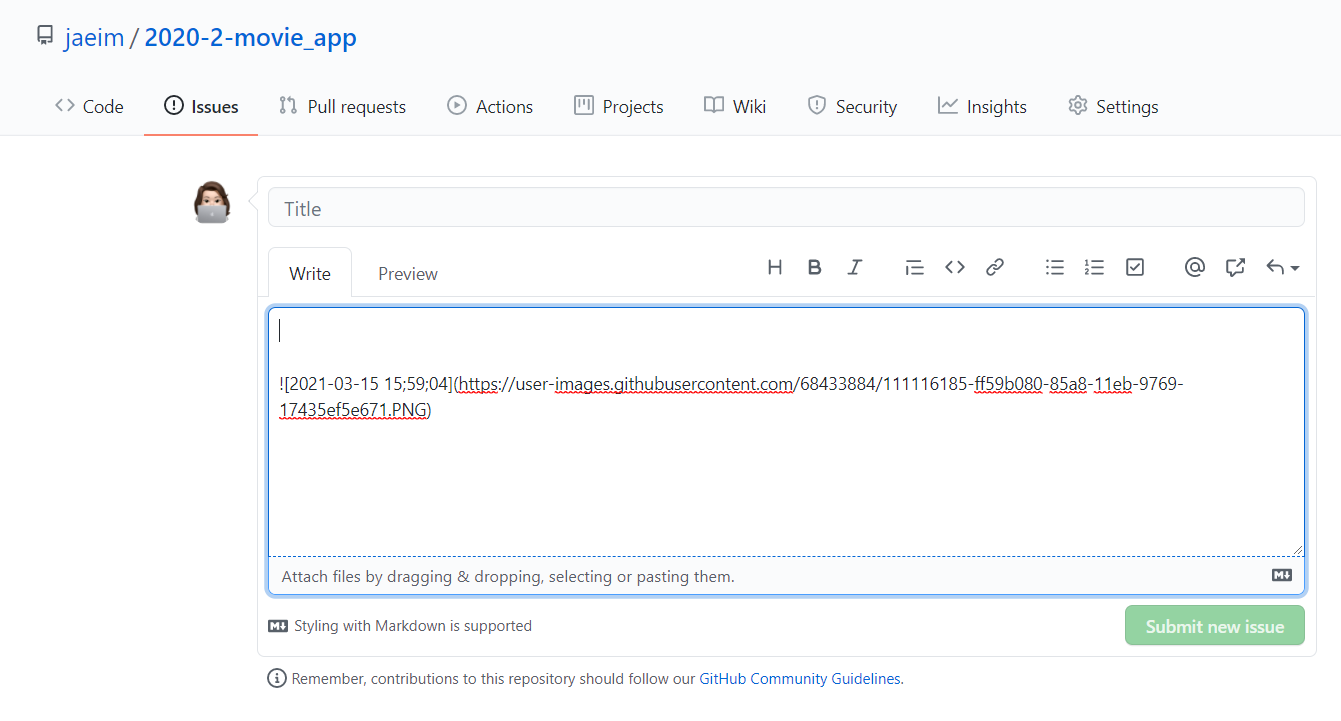 jaeim / 2020-2-movie_app
Code Issues Pull requests Actions Projects Wiki Security Insights Settings
Title
Write Preview
![2021-03-15 15;59;04](https://user-images.githubusercontent.com/68433884/111116185-ff59b080-85a8-11eb-9769-
17435ef5e671.PNG)
Attach files by dragging & dropping, selecting or pasting them.
Styling with Markdown is supported
Submit new issue
Remember, contributions to this repository should follow our GitHub Community Guidelines.